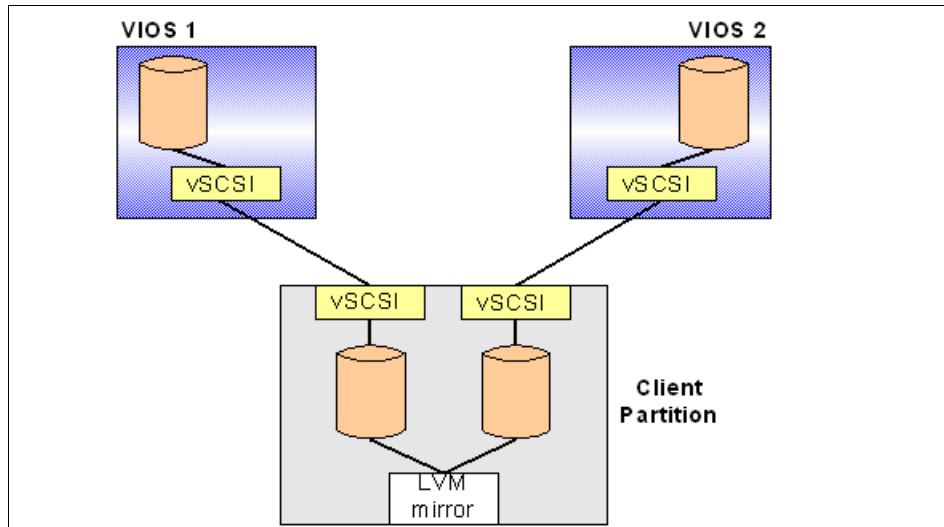 VIOS 1
VIOS 2
vSCSI
vSCSI
vSCSI
vSCSI
Client
Partition
LVM
mirror